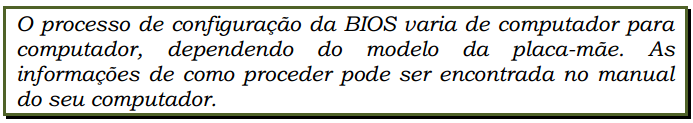 O processo de configuração da BIOS varia de computador para
computador, dependendo do modelo da placa-mãe. As
informações de como proceder pode ser encontrada no manual
do seu computador.